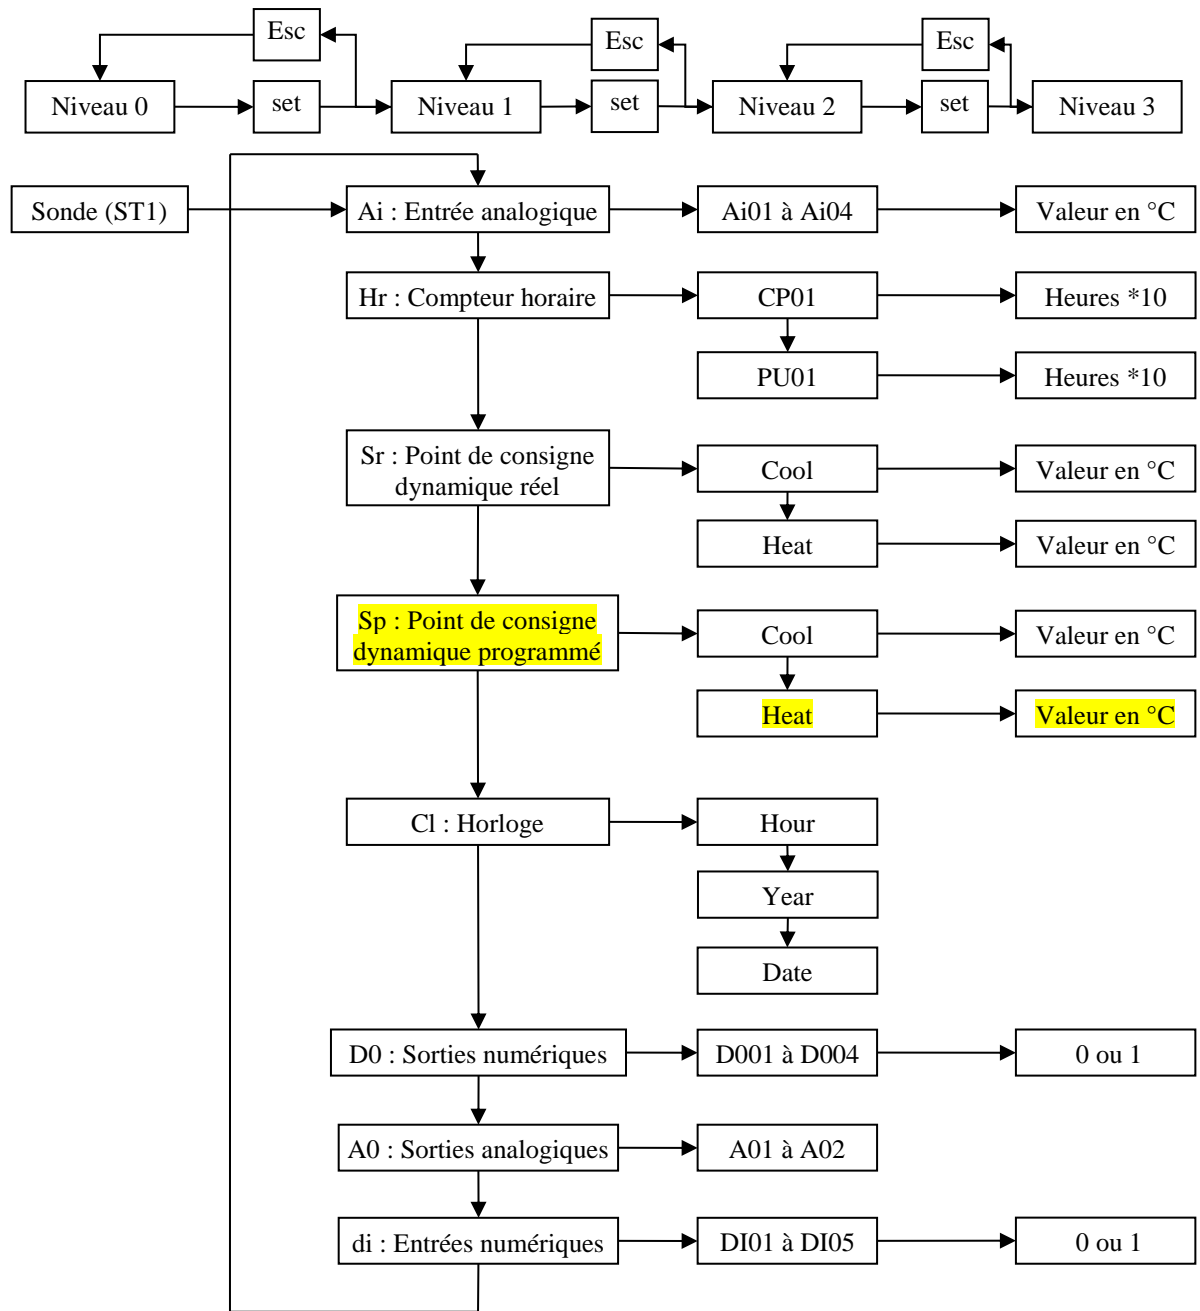 Esc
Esc
Esc
Niveau 0
set
Niveau 1
set
Niveau 2
set
Niveau 3
Sonde (ST1)
Ai : Entrée analogique
Ai01 à Ai04
Valeur en °C
Hr : Compteur horaire
CP01
Heures *10
PU01
Heures *10
Sr : Point de consigne
dynamique réel
Cool
Valeur en °C
Heat
Valeur en °C
Sp : Point de consigne
dynamique programmé
Cool
Valeur en °C
Heat
Valeur en °C
Cl : Horloge
Hour
Year
Date
D0 : Sorties numériques
D001 à D004
0 ou 1
A0 : Sorties analogiques
A01 à A02
di : Entrées numériques
DI01 à DI05
0 ou 1